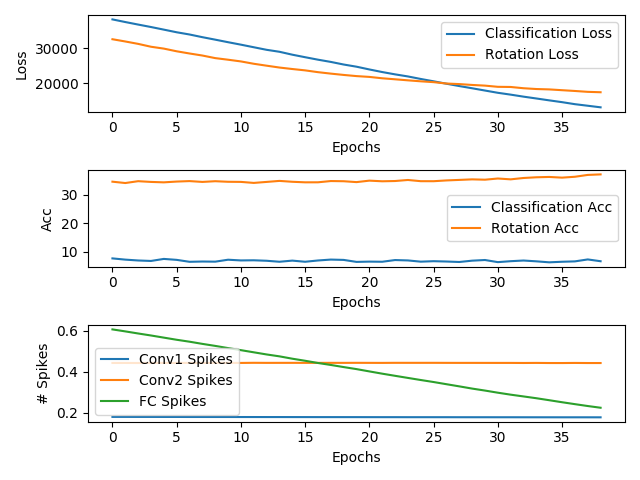 Loss
30000
20000
Classification Loss
Rotation Loss
0 5 10 15 20 25 30 35
Epochs
Acc
30
20
10
Classification Acc
Rotation Acc
0 5 10 15 20 25 30 35
Epochs
# Spikes
0.6
0.4
0.2
Conv1 Spikes
Conv2 Spikes
FC Spikes
0 5 10 15 20 25 30 35
Epochs